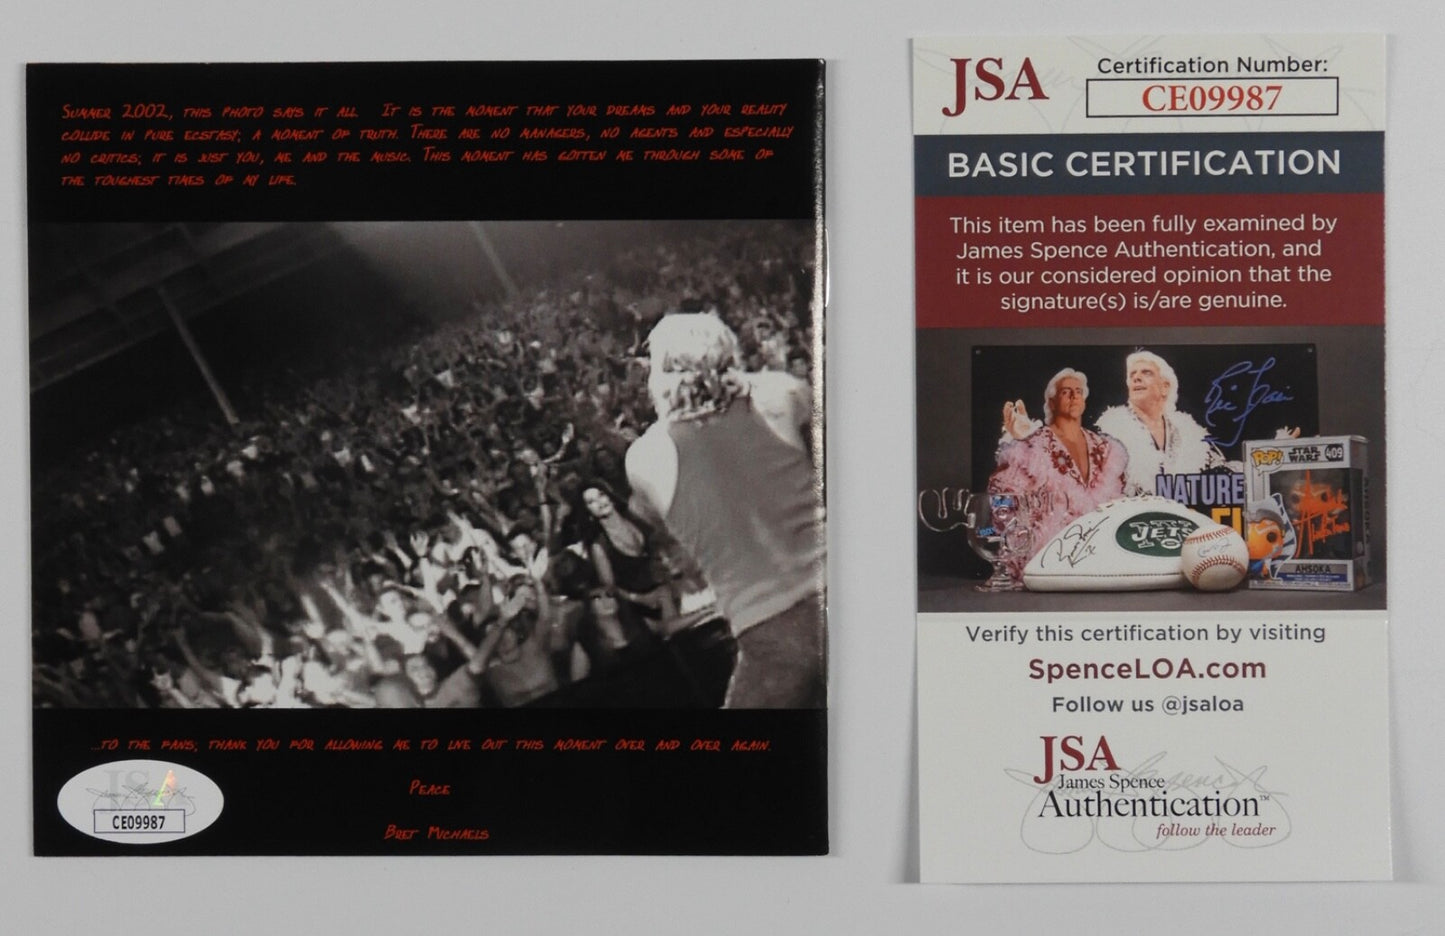 SUMMER 2002, THIS PHOTO SAYS IT ALL IT IS THE MOMENT THAT YOUR DREAMS AND YOUR REALITY
COLLIDE IN PURE ECSTASY; A MOMENT OF TRUTH. THERE ARE NO MANAGERS, NO AGENTS AND ESPECIALLY
NO CRITICS; IT IS JUST YOU, ME AND THE MUSIC. THIS MOMENT HAS GOTTEN ME THROUGH SOME OF
THE TOUGHEST TIMES OF MY LIFE.
...TO THE FANS, THANK YOU FOR ALLOWING ME TO LIVE OUT THIS MOMENT OVER AND OVER AGAIN.
PEACE
BRET MICHAELS
JSA
CE09987
JSA
Certification Number:
CE09987
BASIC CERTIFICATION
This item has been fully examined by
James Spence Authentication, and
it is our considered opinion that the
signature(s) is/are genuine.
Ric Flair
POP!
STAR WARS
409
NATURE
JETS
AHSOKA
Verify this certification by visiting
SpenceLOA.com
Follow us @jsaloa
JSA
James Spence
Authentication™
follow the leader